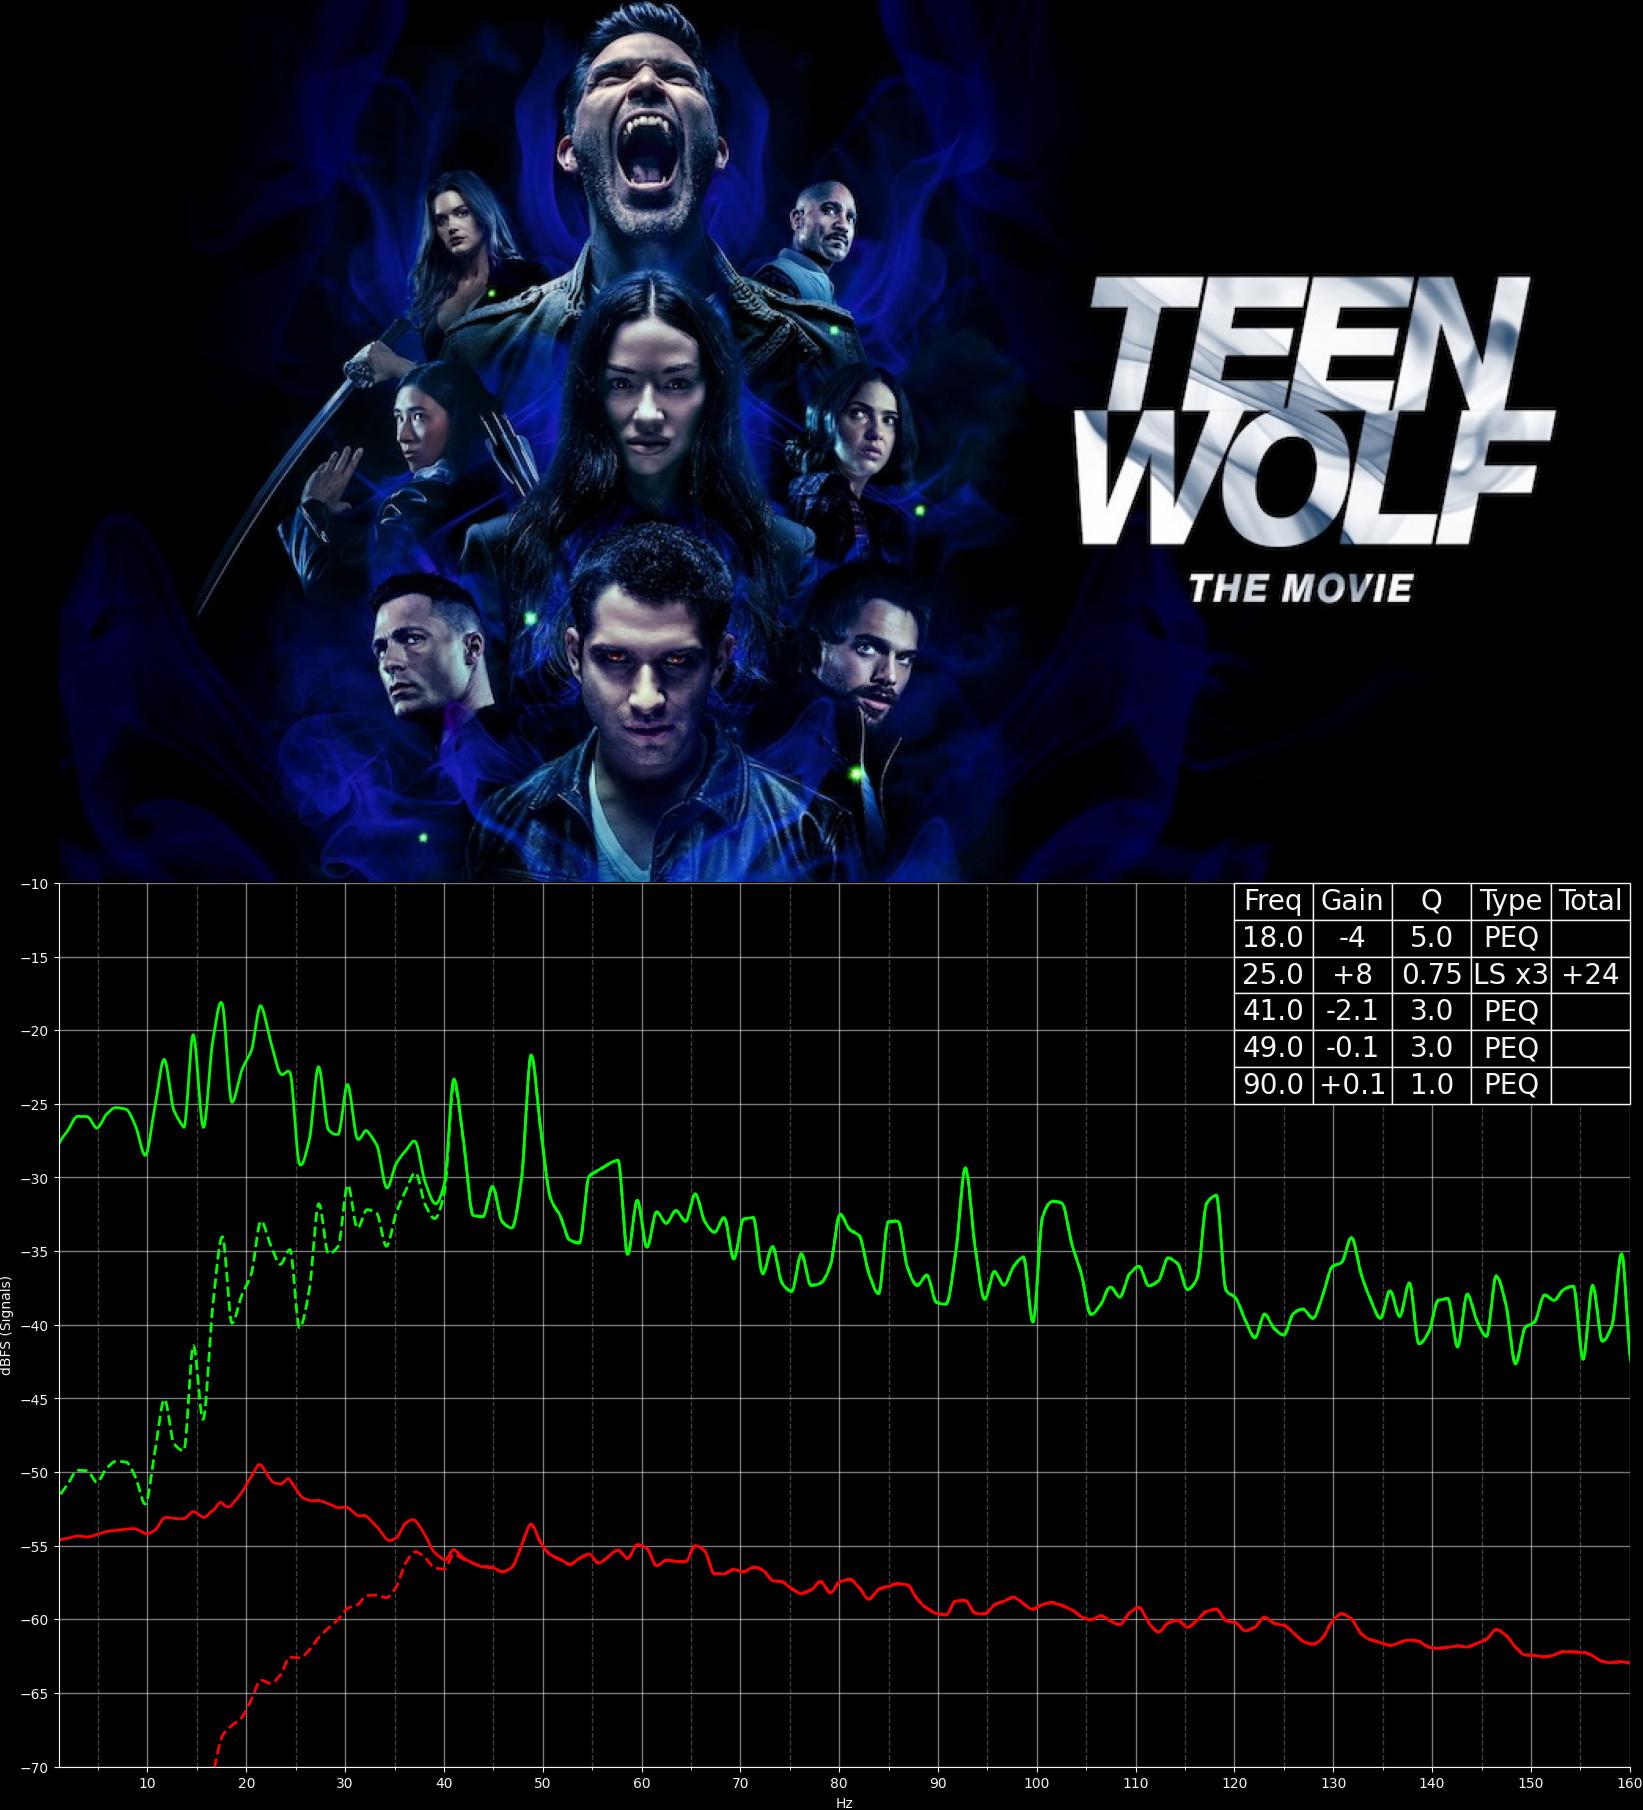 TEEN
WOLF
THE MOVIE
Freq Gain Q Type Total
18.0 -4 5.0 PEQ
25.0 +8 0.75 LS x3 +24
41.0 -2.1 3.0 PEQ
49.0 -0.1 3.0 PEQ
90.0 +0.1 1.0 PEQ
−10
−15
−20
−25
−30
−35
−40
−45
−50
−55
−60
−65
−70
dBFS (Signals)
10 20 30 40 50 60 70 80 90 100 110 120 130 140 150 160
Hz